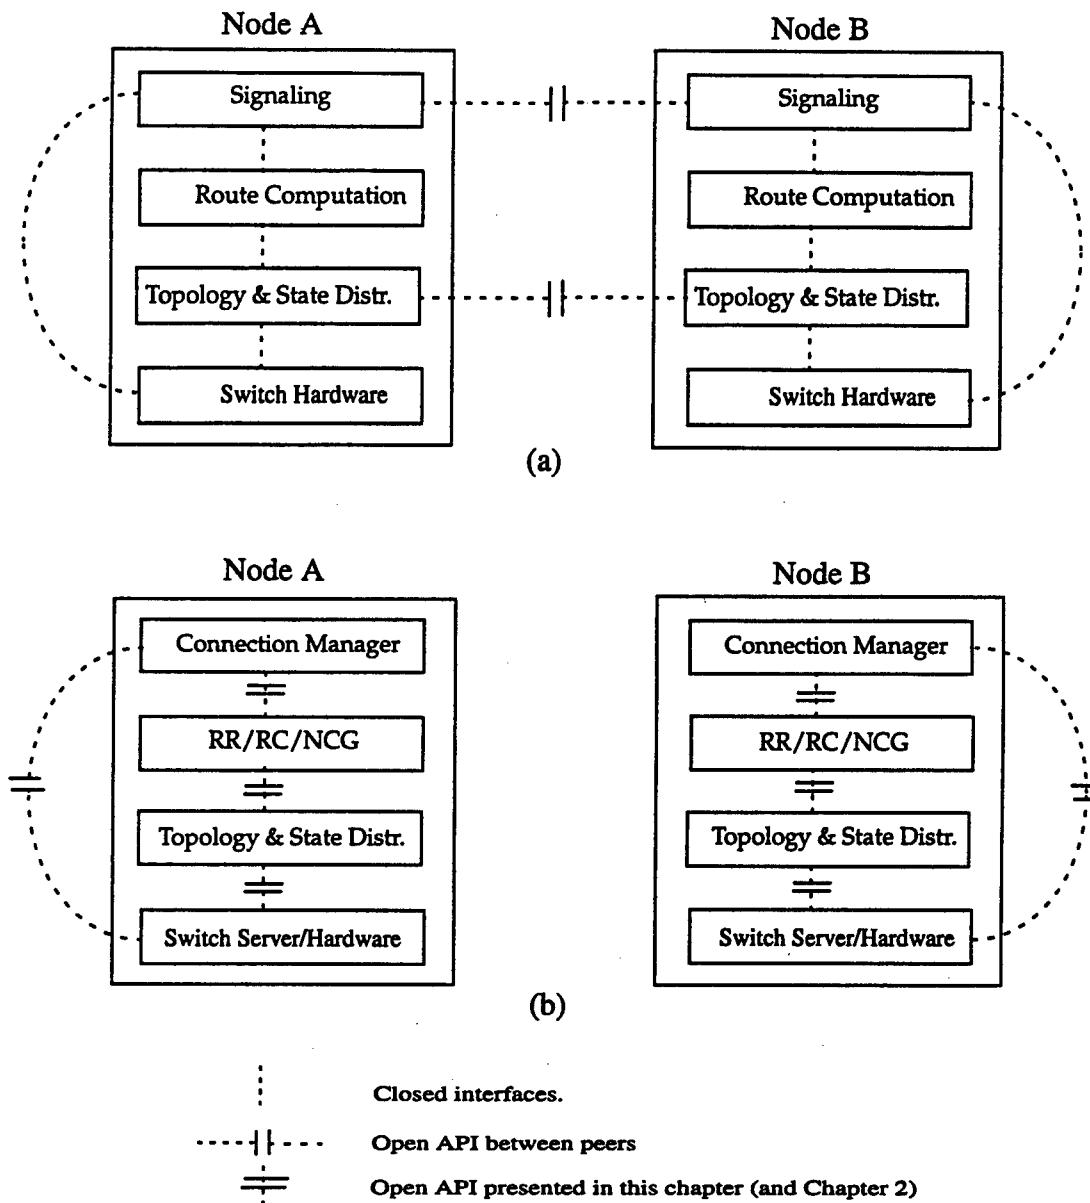 Node A
Node B
Signaling
Signaling
Route Computation
Route Computation
Topology & State Distr.
Topology & State Distr.
Switch Hardware
Switch Hardware
(a)
Node A
Node B
Connection Manager
Connection Manager
RR/RC/NCG
RR/RC/NCG
Topology & State Distr.
Topology & State Distr.
Switch Server/Hardware
Switch Server/Hardware
(b)
Closed interfaces.
Open API between peers
Open API presented in this chapter (and Chapter 2)